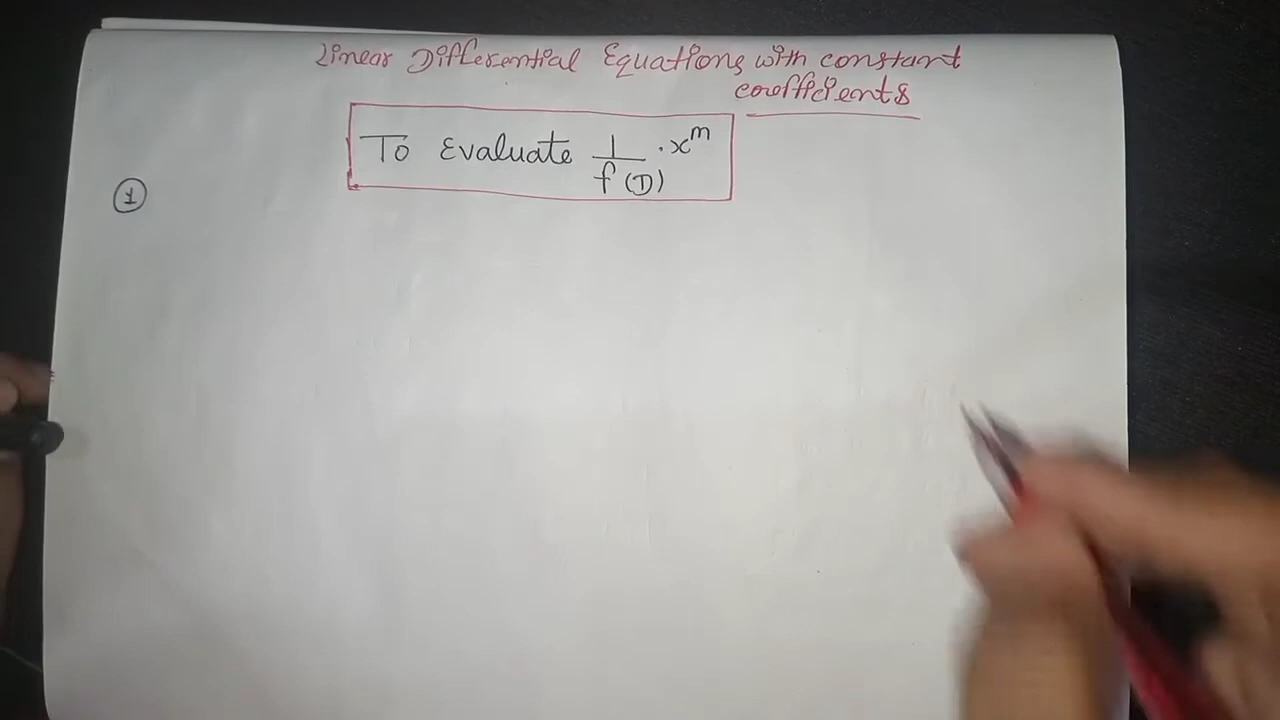 Linear Differential Equations with constant
coefficients
To Evaluate 1/f(D) · x^m
①